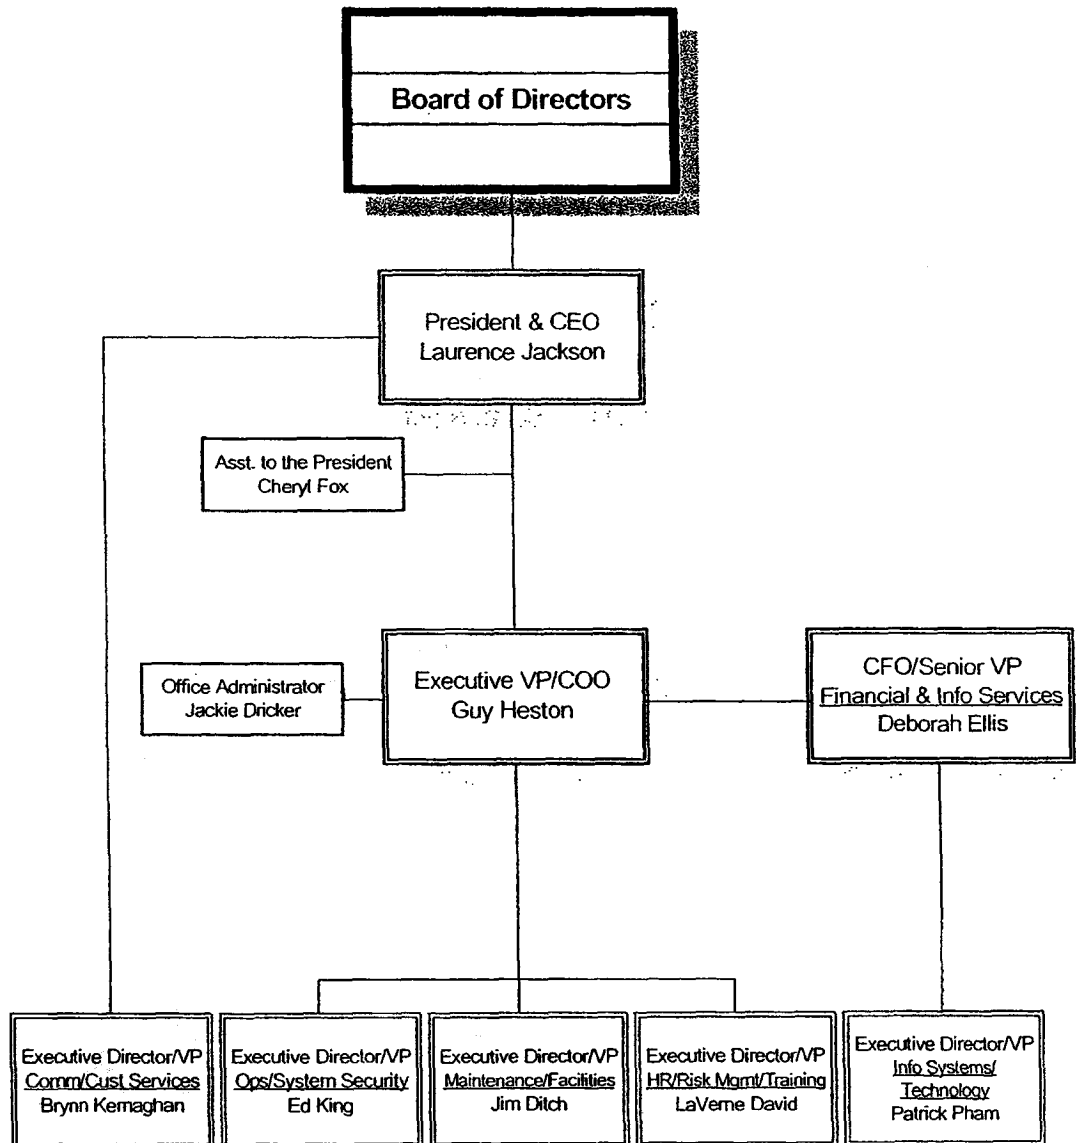 Board of Directors
President & CEO
Laurence Jackson
Asst. to the President
Cheryl Fox
Office Administrator
Jackie Dricker
Executive VP/COO
Guy Heston
CFO/Senior VP
Financial & Info Services
Deborah Ellis
Executive Director/VP
Comm/Cust Services
Brynn Kernaghan
Executive Director/VP
Ops/System Security
Ed King
Executive Director/VP
Maintenance/Facilities
Jim Ditch
Executive Director/VP
HR/Risk Mgmt/Training
LaVerne David
Executive Director/VP
Info Systems/
Technology
Patrick Pham